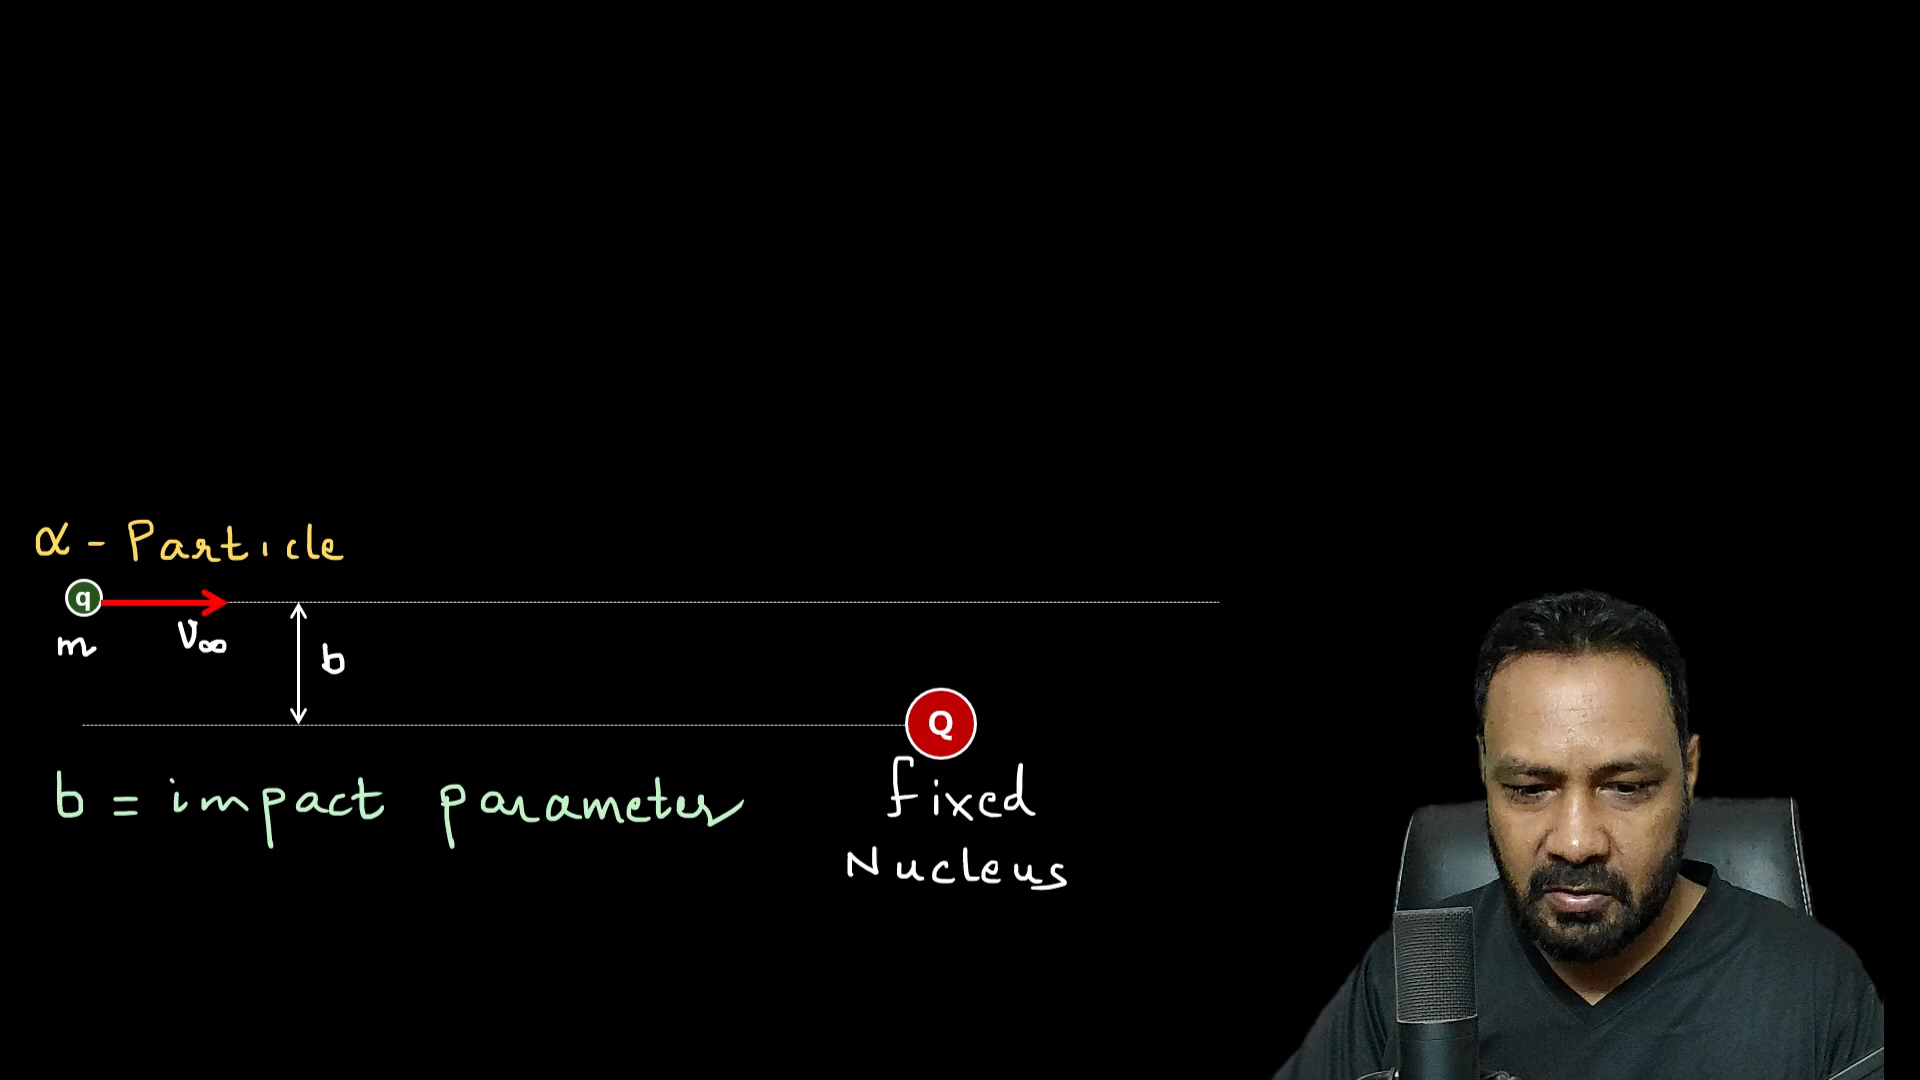 α - Particle
q
m
V∞
b
Q
b = impact parameter
fixed
Nucleus